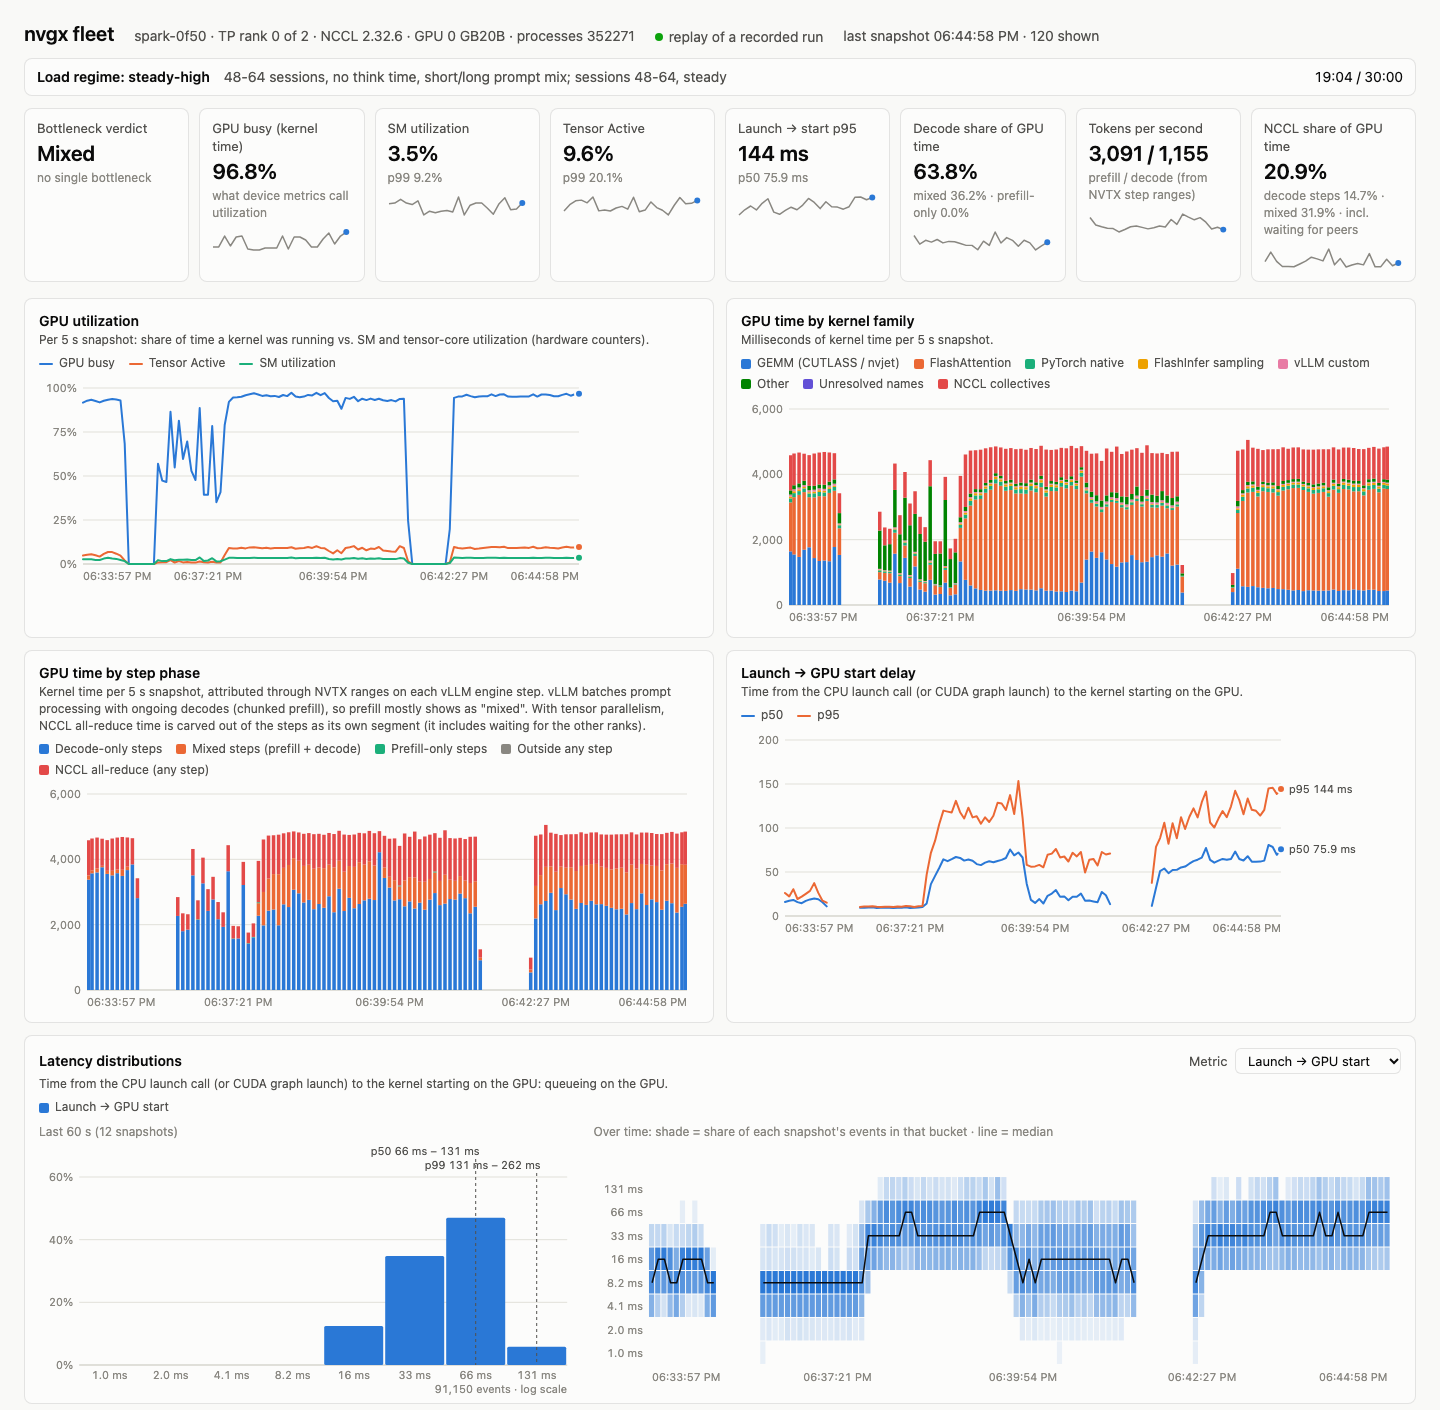 nvgx fleet spark-0f50 · TP rank 0 of 2 · NCCL 2.32.6 · GPU 0 GB20B · processes 352271 replay of a recorded run last snapshot 06:44:58 PM · 120 shown
Load regime: steady-high 48-64 sessions, no think time, short/long prompt mix; sessions 48-64, steady 19:04 / 30:00
Bottleneck verdict
Mixed
no single bottleneck
GPU busy (kernel
time)
96.8%
what device metrics call
utilization
SM utilization
3.5%
p99 9.2%
Tensor Active
9.6%
p99 20.1%
Launch → start p95
144 ms
p50 75.9 ms
Decode share of GPU
time
63.8%
mixed 36.2% · prefill-
only 0.0%
Tokens per second
3,091 / 1,155
prefill / decode (from
NVTX step ranges)
NCCL share of GPU
time
20.9%
decode steps 14.7% ·
mixed 31.9% · incl.
waiting for peers
GPU utilization
Per 5 s snapshot: share of time a kernel was running vs. SM and tensor-core utilization (hardware counters).
GPU busy Tensor Active SM utilization
100%
75%
50%
25%
0%
06:33:57 PM 06:37:21 PM 06:39:54 PM 06:42:27 PM 06:44:58 PM
GPU time by kernel family
Milliseconds of kernel time per 5 s snapshot.
GEMM (CUTLASS / nvjet) FlashAttention PyTorch native FlashInfer sampling vLLM custom
Other Unresolved names NCCL collectives
6,000
4,000
2,000
0
06:33:57 PM 06:37:21 PM 06:39:54 PM 06:42:27 PM 06:44:58 PM
GPU time by step phase
Kernel time per 5 s snapshot, attributed through NVTX ranges on each vLLM engine step. vLLM batches prompt
processing with ongoing decodes (chunked prefill), so prefill mostly shows as "mixed". With tensor parallelism,
NCCL all-reduce time is carved out of the steps as its own segment (it includes waiting for the other ranks).
Decode-only steps Mixed steps (prefill + decode) Prefill-only steps Outside any step
NCCL all-reduce (any step)
6,000
4,000
2,000
0
06:33:57 PM 06:37:21 PM 06:39:54 PM 06:42:27 PM 06:44:58 PM
Launch → GPU start delay
Time from the CPU launch call (or CUDA graph launch) to the kernel starting on the GPU.
p50 p95
200
150
100
50
0
p95 144 ms
p50 75.9 ms
06:33:57 PM 06:37:21 PM 06:39:54 PM 06:42:27 PM 06:44:58 PM
Latency distributions
Metric Launch → GPU start
Time from the CPU launch call (or CUDA graph launch) to the kernel starting on the GPU: queueing on the GPU.
Launch → GPU start
Last 60 s (12 snapshots)
p50 66 ms – 131 ms
p99 131 ms – 262 ms
60%
40%
20%
0%
1.0 ms 2.0 ms 4.1 ms 8.2 ms 16 ms 33 ms 66 ms 131 ms
91,150 events · log scale
Over time: shade = share of each snapshot's events in that bucket · line = median
131 ms
66 ms
33 ms
16 ms
8.2 ms
4.1 ms
2.0 ms
1.0 ms
06:33:57 PM 06:37:21 PM 06:39:54 PM 06:42:27 PM 06:44:58 PM